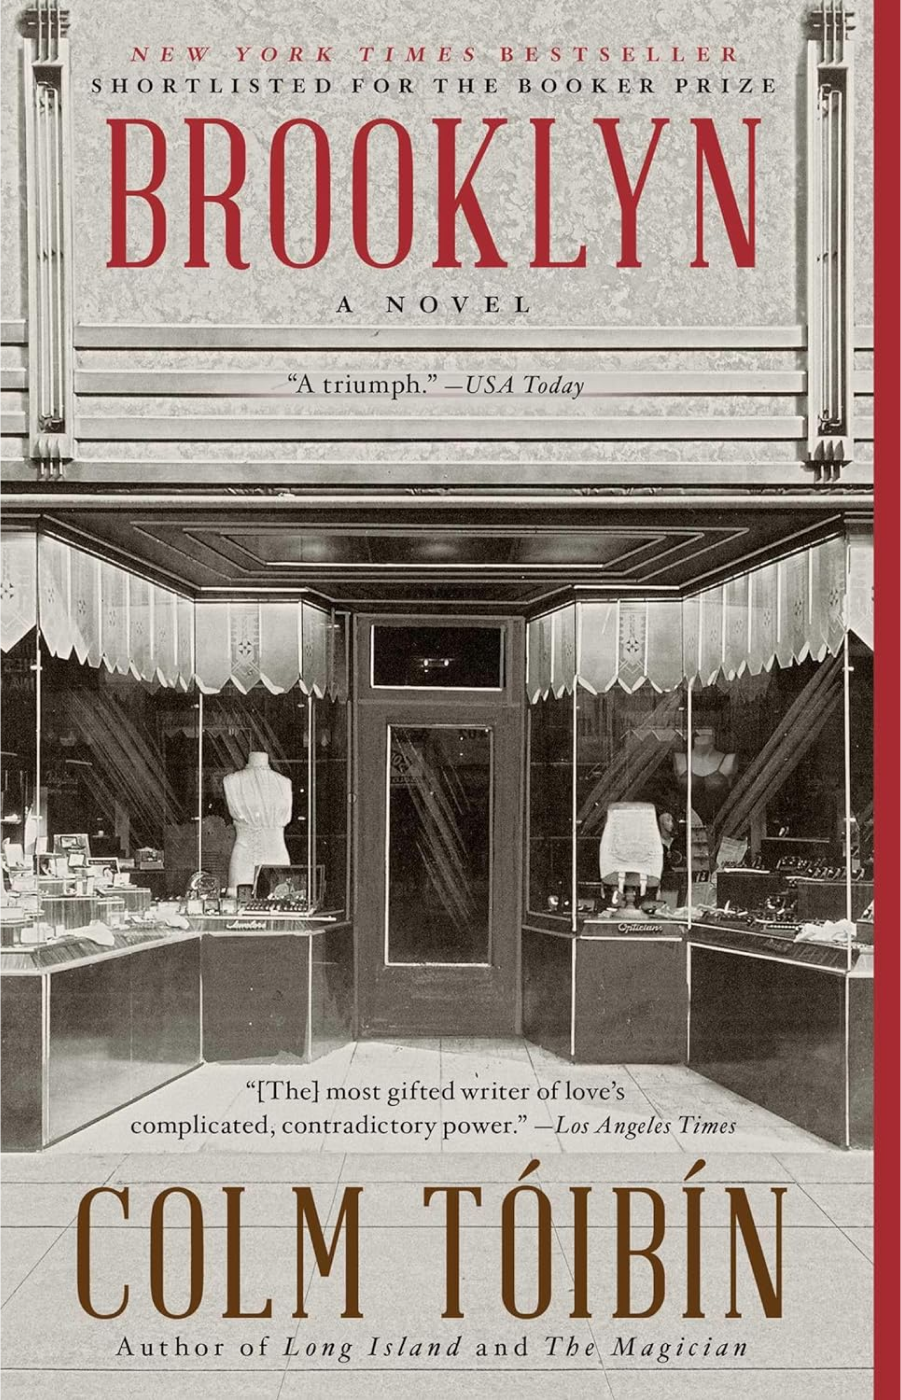 NEW YORK TIMES BESTSELLER
SHORTLISTED FOR THE BOOKER PRIZE
BROOKLYN
A NOVEL
“A triumph.” —USA Today
Opticians
“[The] most gifted writer of love’s
complicated, contradictory power.” —Los Angeles Times
COLM TÓIBÍN
Author of Long Island and The Magician